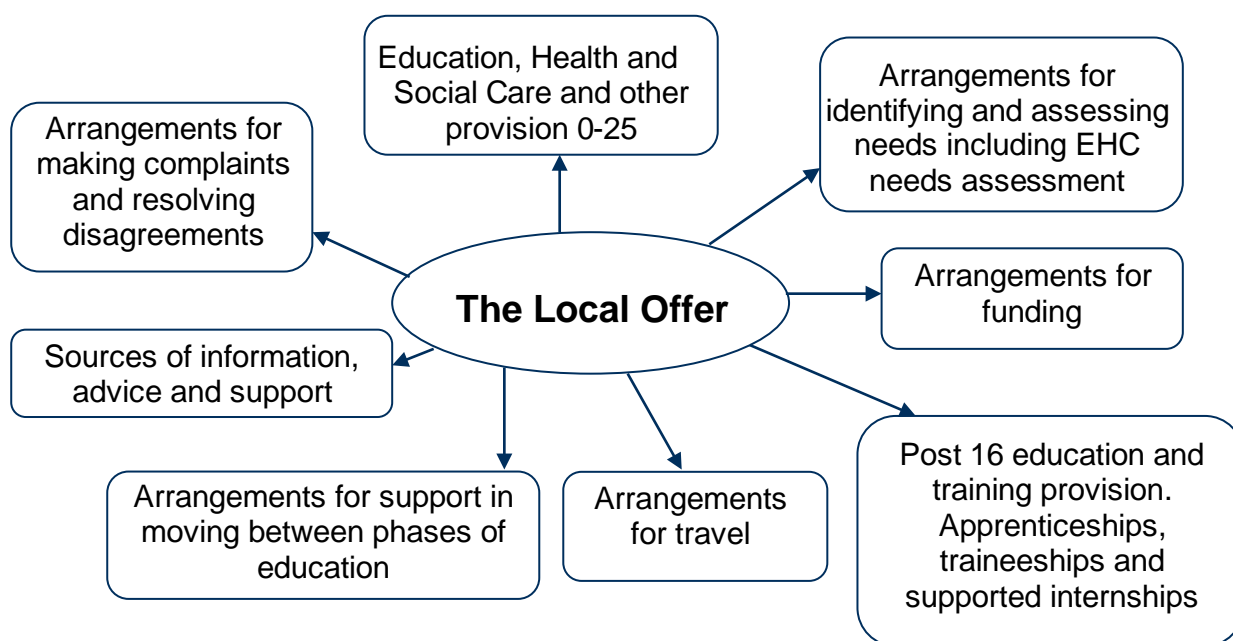 Education, Health and
Social Care and other
provision 0-25
Arrangements for
identifying and assessing
needs including EHC
needs assessment
Arrangements for
making complaints
and resolving
disagreements
The Local Offer
Arrangements for
funding
Sources of information,
advice and support
Arrangements for support in
moving between phases of
education
Arrangements
for travel
Post 16 education and
training provision.
Apprenticeships,
traineeships and
supported internships